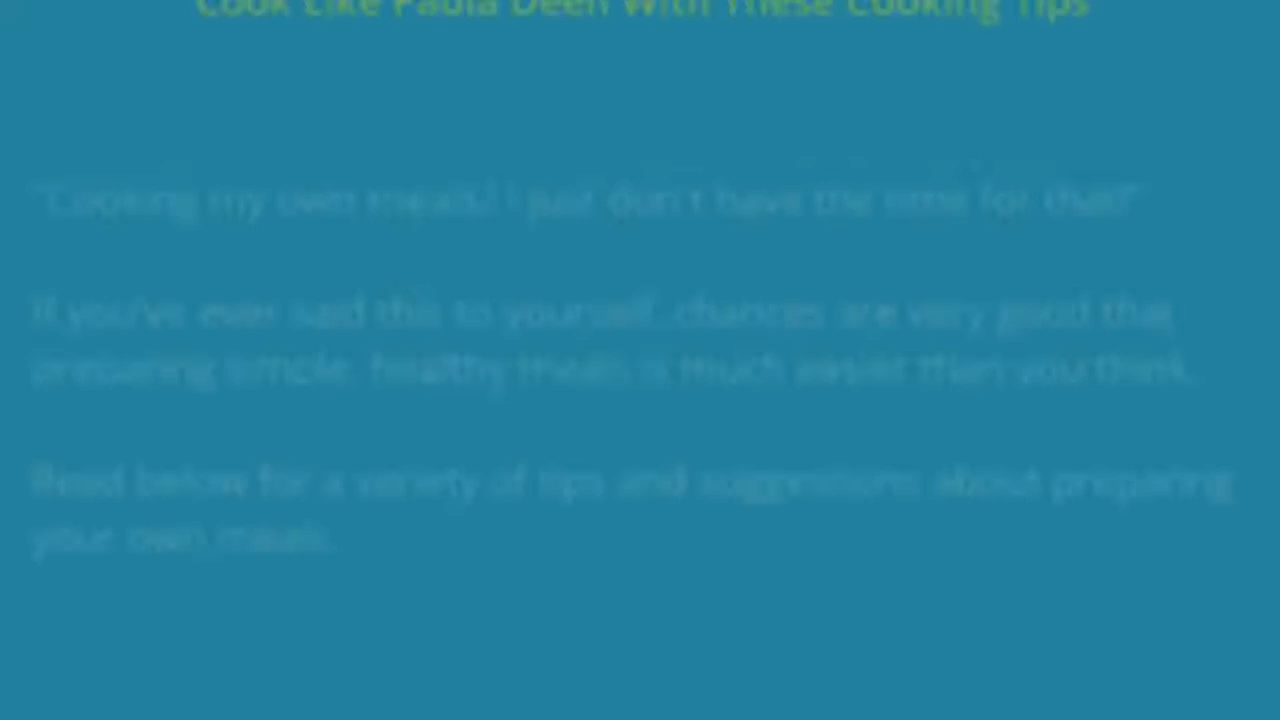 Cook Like Paula Deen With These Cooking Tips
"Cooking my own meals? I just don't have the time for that!"
If you've ever said this to yourself, chances are very good that
preparing simple, healthy meals is much easier than you think.
Read below for a variety of tips and suggestions about preparing
your own meals.